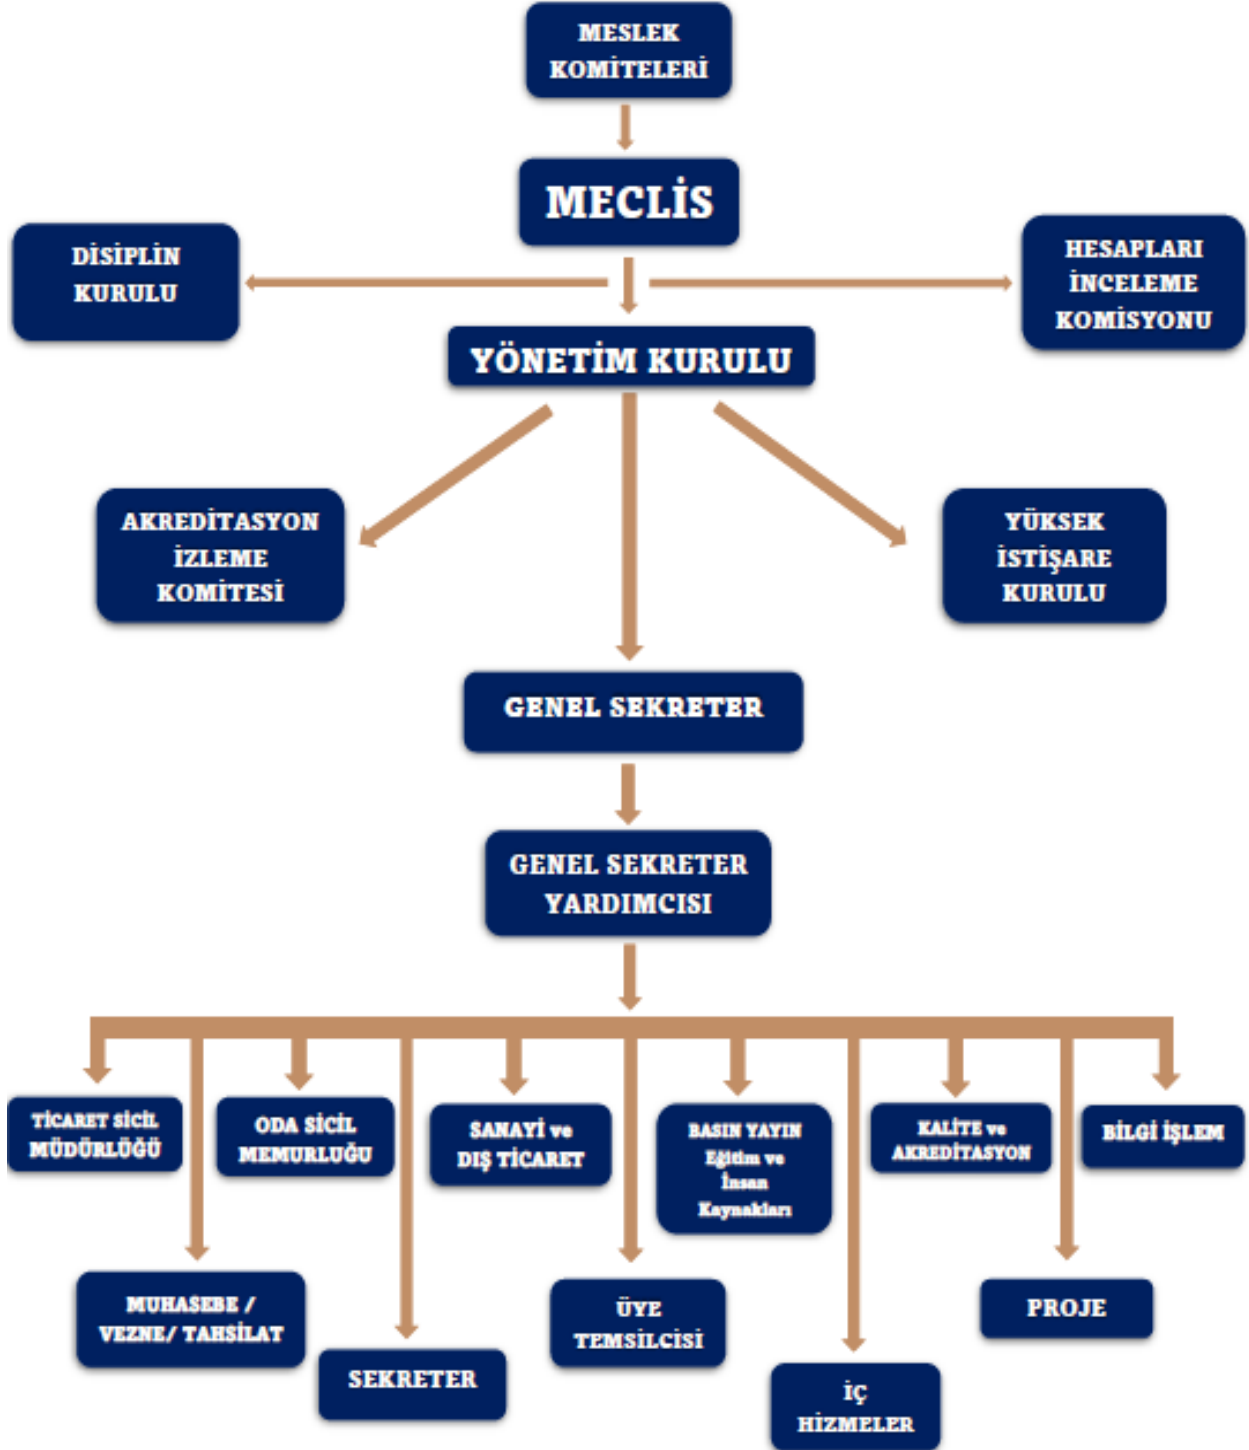 MESLEK
KOMİTELERİ
MECLİS
DİSİPLİN
KURULU
HESAPLARI
İNCELEME
KOMİSYONU
YÖNETİM KURULU
AKREDİTASYON
İZLEME
KOMİTESİ
YÜKSEK
İSTİŞARE
KURULU
GENEL SEKRETER
GENEL SEKRETER
YARDIMCISI
TİCARET SİCİL
MÜDÜRLÜĞÜ
ODA SİCİL
MEMURLUĞU
SANAYİ ve
DIŞ TİCARET
BASIN YAYIN
Eğitim ve
İnsan
Kaynakları
KALİTE ve
AKREDİTASYON
BİLGİ İŞLEM
MUHASEBE /
VEZNE/ TAHSİLAT
SEKRETER
ÜYE
TEMSİLCİSİ
İÇ
HİZMELER
PROJE